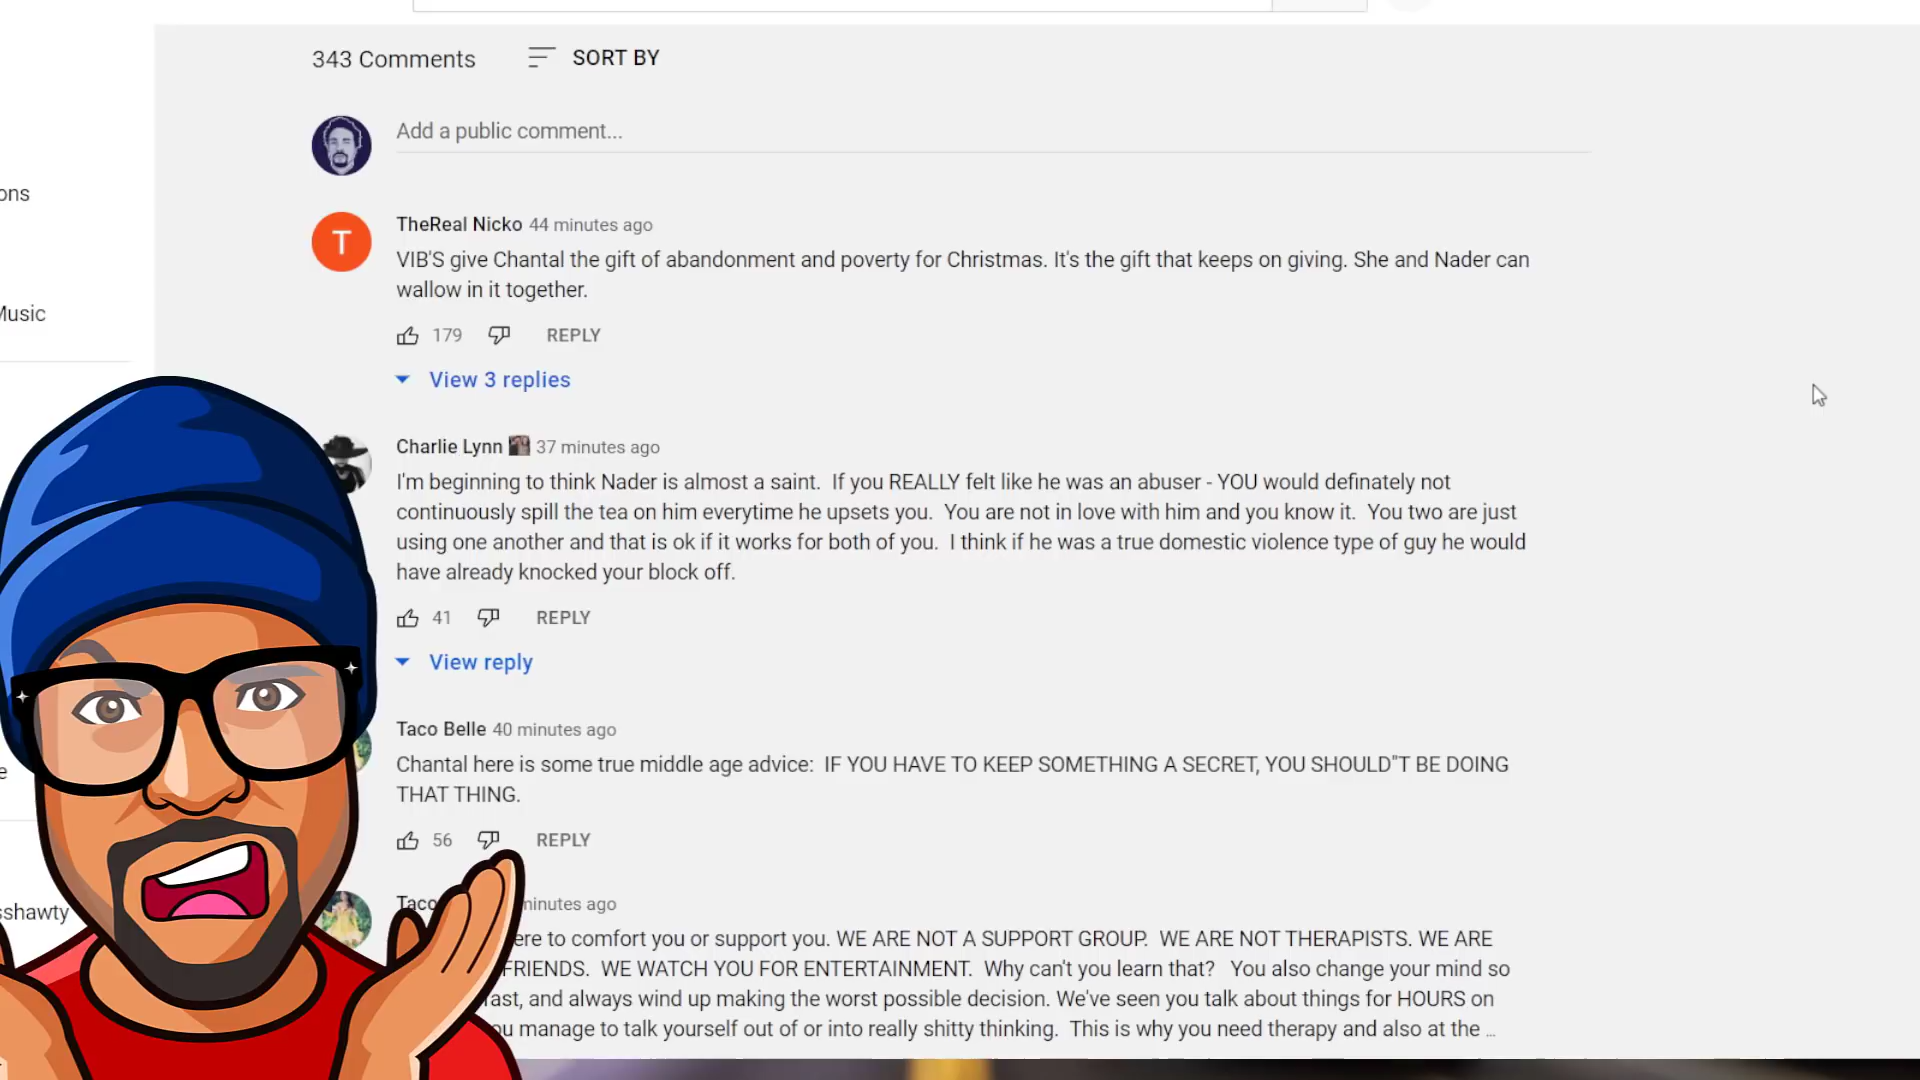 343 Comments
SORT BY
Add a public comment...
ons
TheReal Nicko 44 minutes ago
VIB'S give Chantal the gift of abandonment and poverty for Christmas. It's the gift that keeps on giving. She and Nader can
wallow in it together.
Music
179 REPLY
View 3 replies
Charlie Lynn 37 minutes ago
I'm beginning to think Nader is almost a saint.  If you REALLY felt like he was an abuser - YOU would definately not
continuously spill the tea on him everytime he upsets you.  You are not in love with him and you know it.  You two are just
using one another and that is ok if it works for both of you.  I think if he was a true domestic violence type of guy he would
have already knocked your block off.
41 REPLY
View reply
Taco Belle 40 minutes ago
Chantal here is some true middle age advice:  IF YOU HAVE TO KEEP SOMETHING A SECRET, YOU SHOULD"T BE DOING
THAT THING.
e
56 REPLY
Taco minutes ago
sshawty
ere to comfort you or support you. WE ARE NOT A SUPPORT GROUP.  WE ARE NOT THERAPISTS. WE ARE
FRIENDS.  WE WATCH YOU FOR ENTERTAINMENT.  Why can't you learn that?   You also change your mind so
ast, and always wind up making the worst possible decision. We've seen you talk about things for HOURS on
ou manage to talk yourself out of or into really shitty thinking.  This is why you need therapy and also at the ...